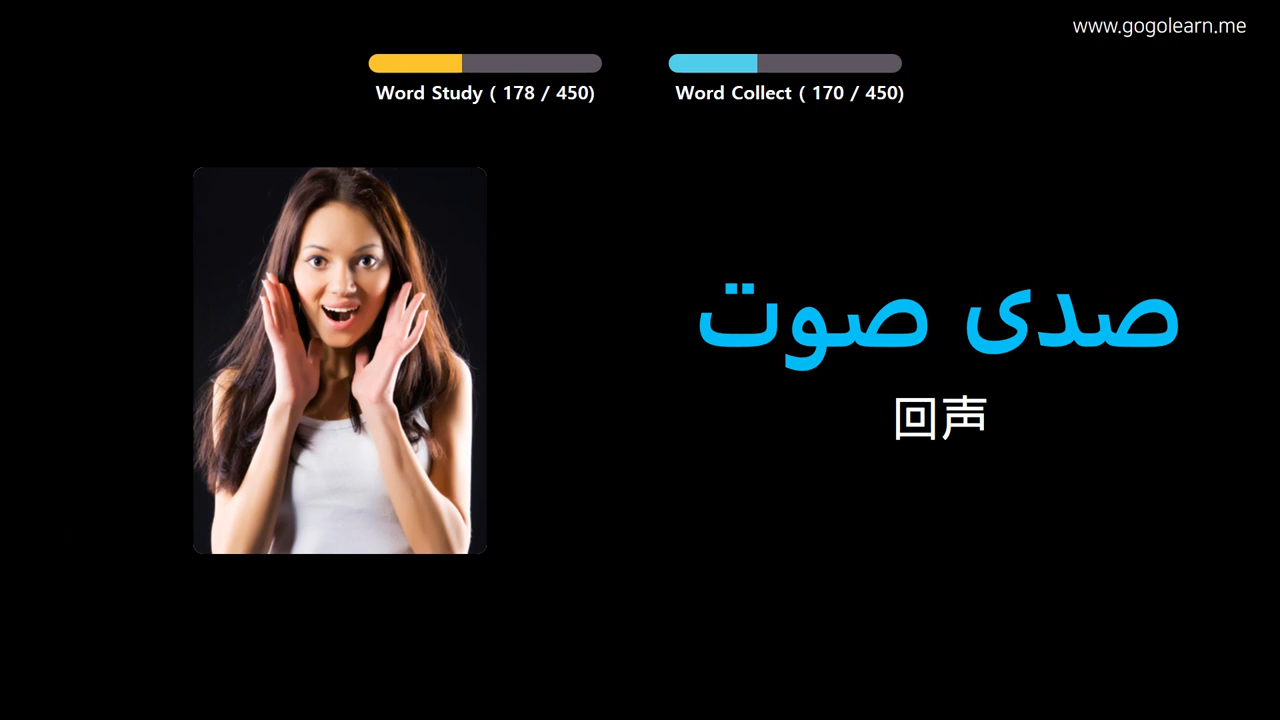 www.gogolearn.me
Word Study ( 178 / 450)
Word Collect ( 170 / 450)
صدى صوت
回声